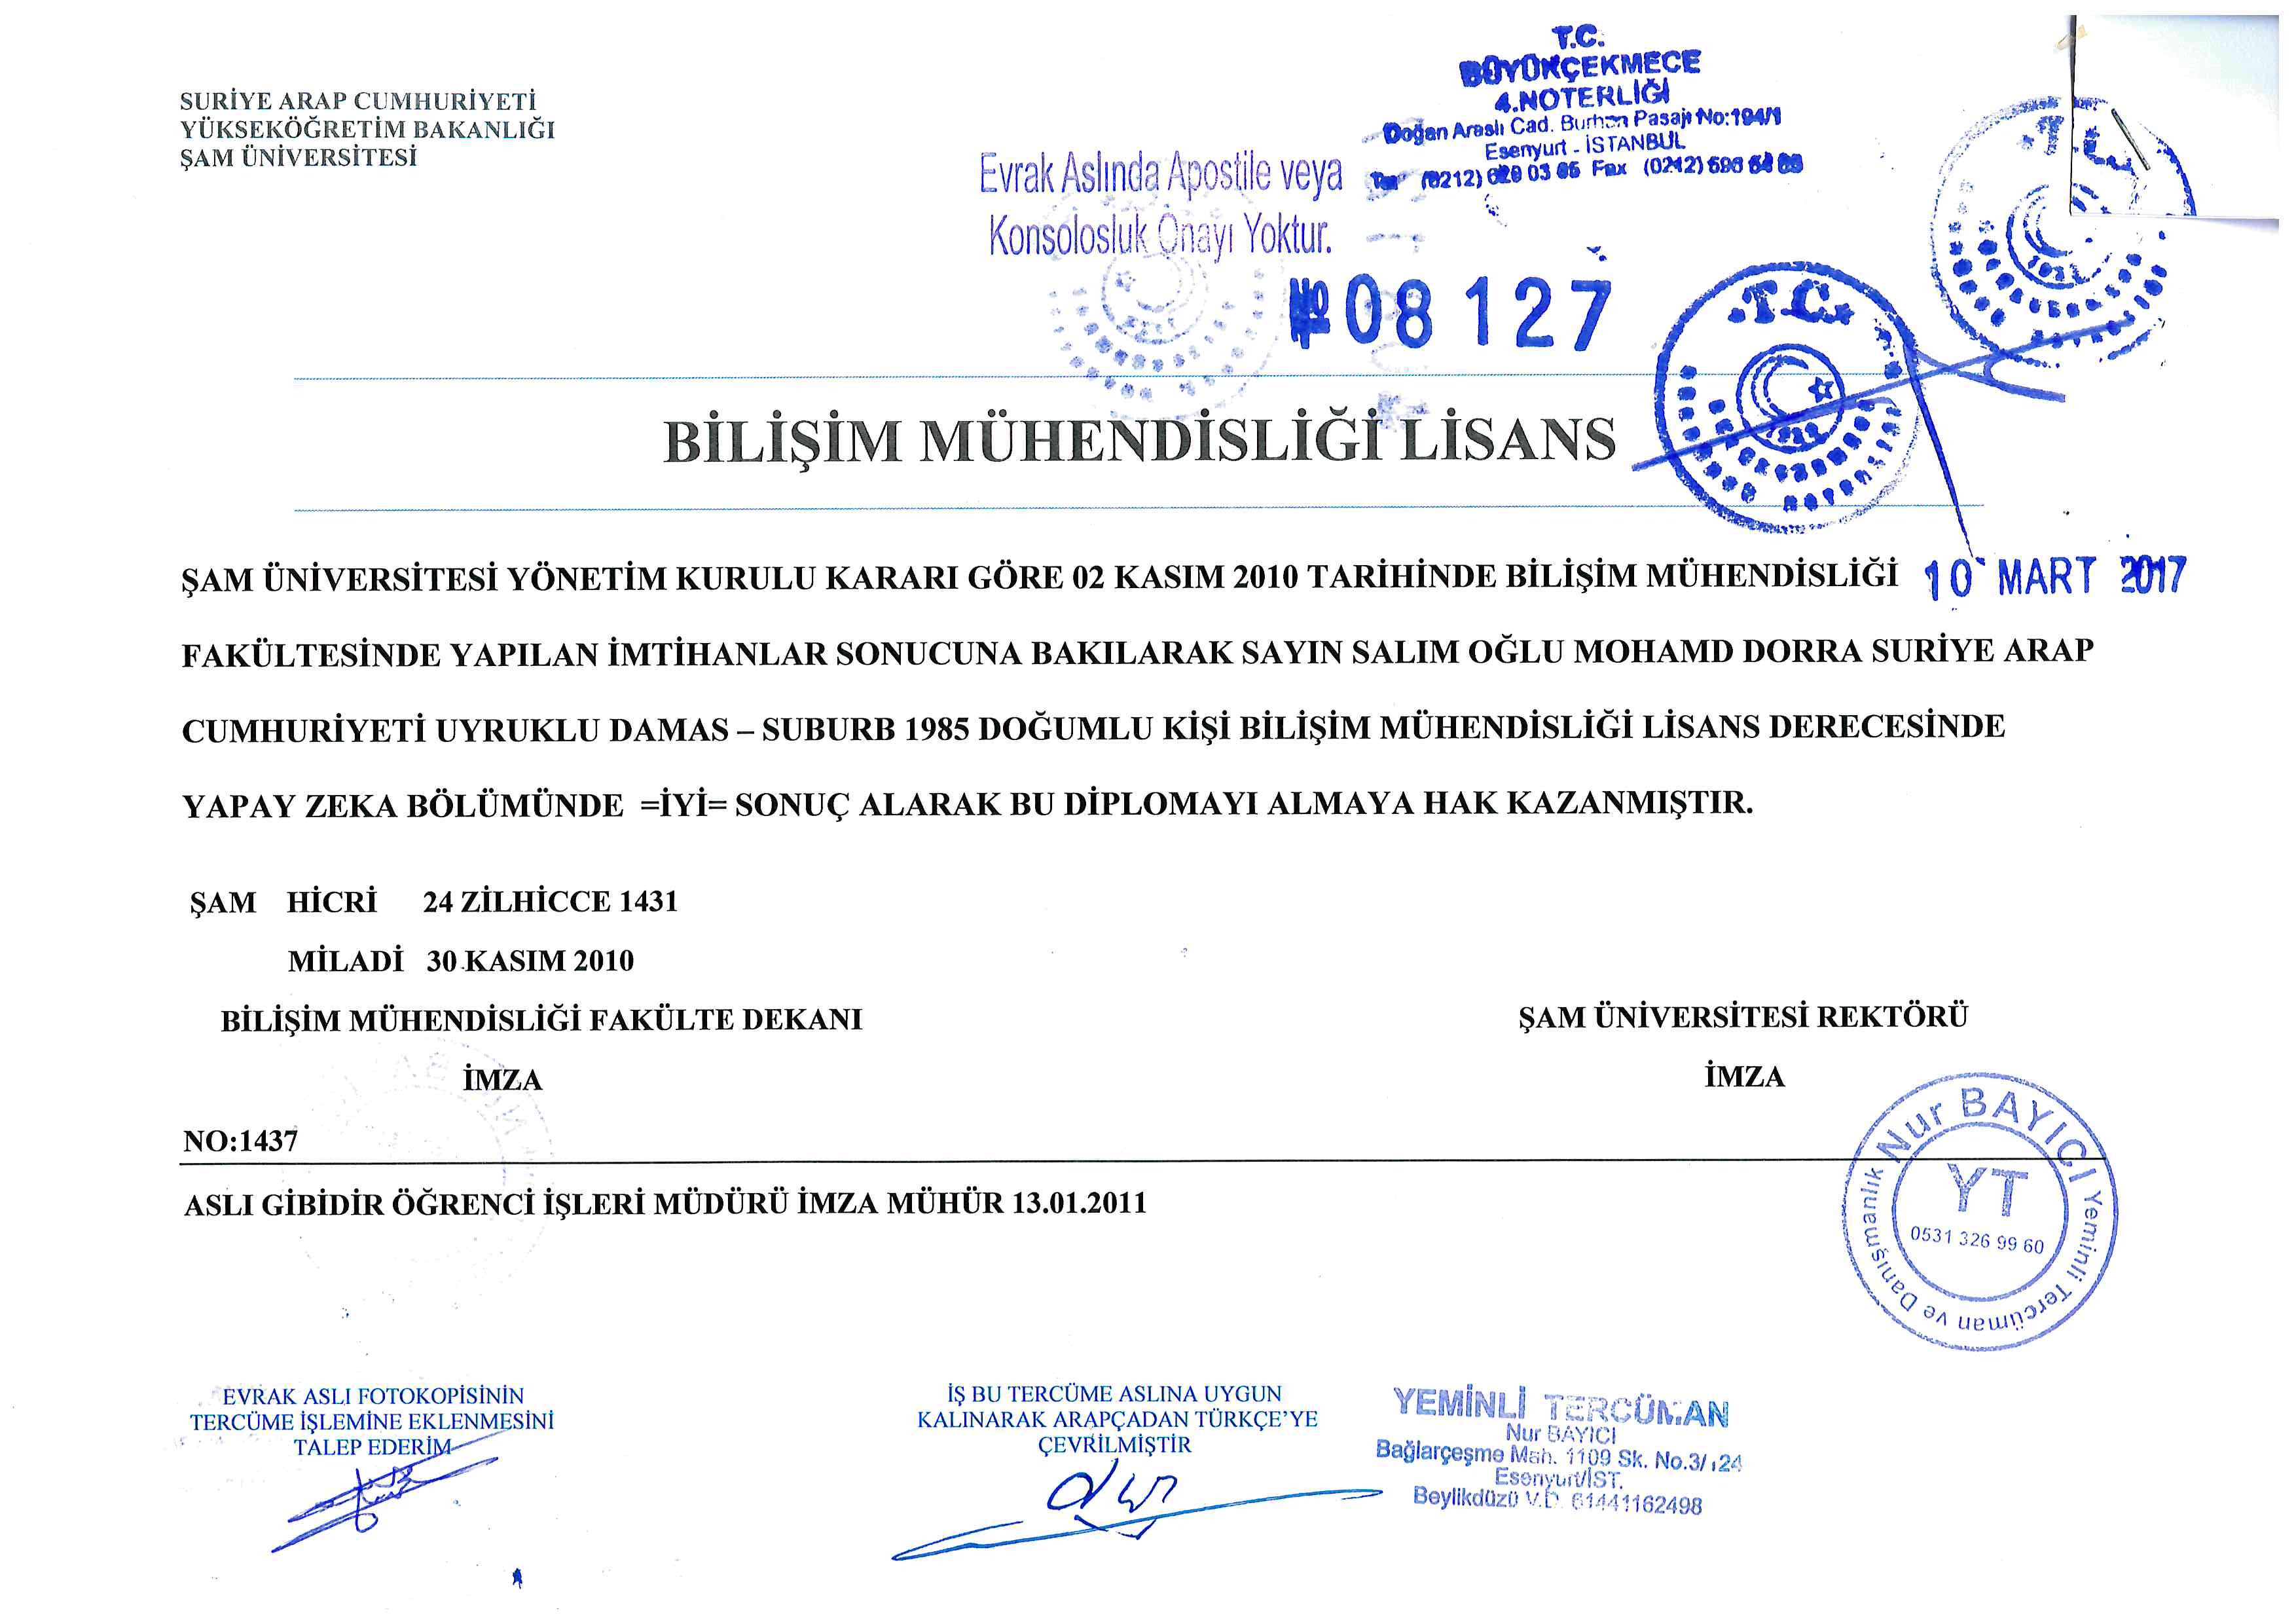 SURİYE ARAP CUMHURİYETİ
YÜKSEKÖĞRETİM BAKANLIĞI
ŞAM ÜNİVERSİTESİ
T.C.
BÜYÜKÇEKMECE
4.NOTERLİĞİ
Doğan Araslı Cad. Burhan Pasajı No:194/1
Esenyurt - İSTANBUL
(0212) 620 03 65 Fax (0212)
Evrak Aslında Apostile veya
Konsolosluk Onayı Yoktur.
№ 08127
T.C.
T.C.
BİLİŞİM MÜHENDİSLİĞİ LİSANS
ŞAM ÜNİVERSİTESİ YÖNETİM KURULU KARARI GÖRE 02 KASIM 2010 TARİHİNDE BİLİŞİM MÜHENDİSLİĞİ
10 MART 2017
FAKÜLTESİNDE YAPILAN İMTİHANLAR SONUCUNA BAKILARAK SAYIN SALIM OĞLU MOHAMD DORRA SURİYE ARAP
CUMHURİYETİ UYRUKLU DAMAS – SUBURB 1985 DOĞUMLU KİŞİ BİLİŞİM MÜHENDİSLİĞİ LİSANS DERECESİNDE
YAPAY ZEKA BÖLÜMÜNDE =İYİ= SONUÇ ALARAK BU DİPLOMAYI ALMAYA HAK KAZANMIŞTIR.
ŞAM HİCRİ 24 ZİLHİCCE 1431
MİLADİ 30 KASIM 2010
BİLİŞİM MÜHENDİSLİĞİ FAKÜLTE DEKANI
ŞAM ÜNİVERSİTESİ REKTÖRÜ
İMZA
İMZA
NO:1437
ASLI GİBİDİR ÖĞRENCİ İŞLERİ MÜDÜRÜ İMZA MÜHÜR 13.01.2011
Nur BAYICI Yeminli Tercüman ve Danışmanlık
YT
0531 326 99 60
EVRAK ASLI FOTOKOPİSİNİN
TERCÜME İŞLEMİNE EKLENMESİNİ
TALEP EDERİM
İŞ BU TERCÜME ASLINA UYGUN
KALINARAK ARAPÇADAN TÜRKÇE'YE
ÇEVRİLMİŞTİR
YEMİNLİ TERCÜMAN
Nur BAYICI
Bağlarçeşme Mah. 1109 Sk. No.3/124
Esenyurt/İST.
Beylikdüzü V.D. 61441162498